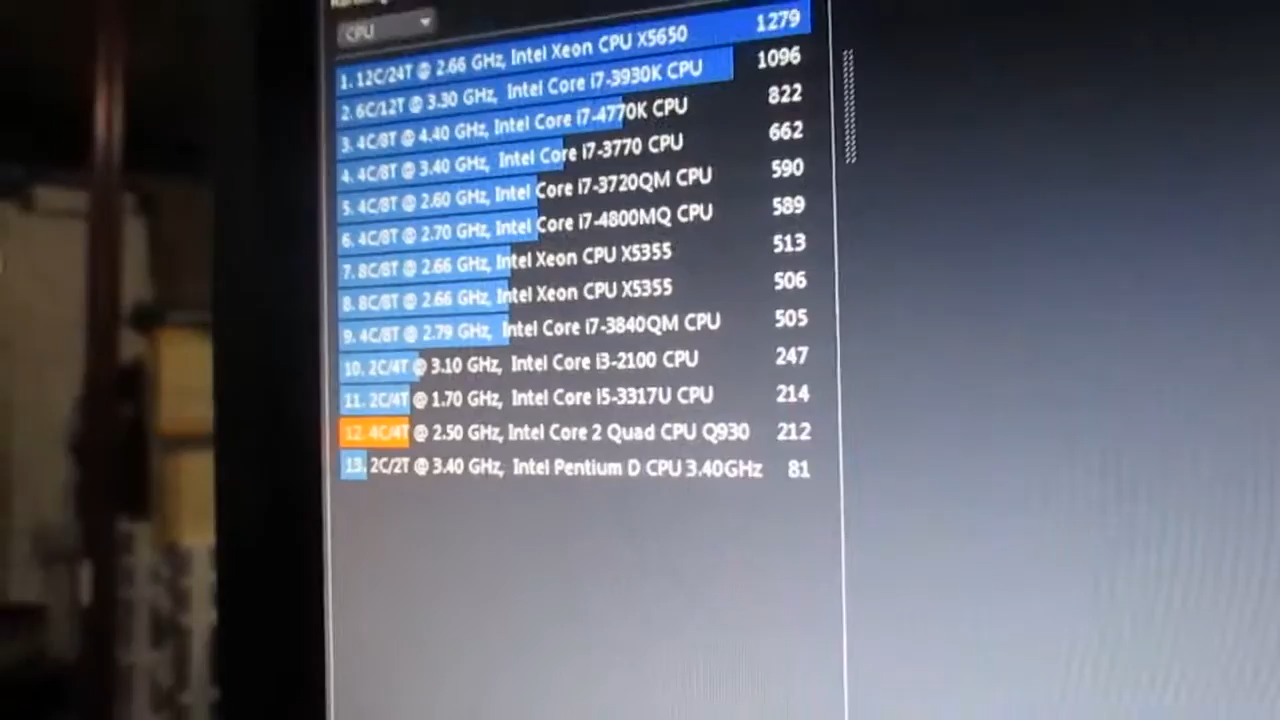 CPU
1. 12C/24T @ 2.66 GHz, Intel Xeon CPU X5650 1279
2. 6C/12T @ 3.30 GHz, Intel Core i7-3930K CPU 1096
3. 4C/8T @ 4.40 GHz, Intel Core i7-4770K CPU 822
4. 4C/8T @ 3.40 GHz, Intel Core i7-3770 CPU 662
5. 4C/8T @ 2.60 GHz, Intel Core i7-3720QM CPU 590
6. 4C/8T @ 2.70 GHz, Intel Core i7-4800MQ CPU 589
7. 8C/8T @ 2.66 GHz, Intel Xeon CPU X5355 513
8. 8C/8T @ 2.66 GHz, Intel Xeon CPU X5355 506
9. 4C/8T @ 2.79 GHz, Intel Core i7-3840QM CPU 505
10. 2C/4T @ 3.10 GHz, Intel Core i3-2100 CPU 247
11. 2C/4T @ 1.70 GHz, Intel Core i5-3317U CPU 214
12. 4C/4T @ 2.50 GHz, Intel Core 2 Quad CPU Q930 212
13. 2C/2T @ 3.40 GHz, Intel Pentium D CPU 3.40GHz 81